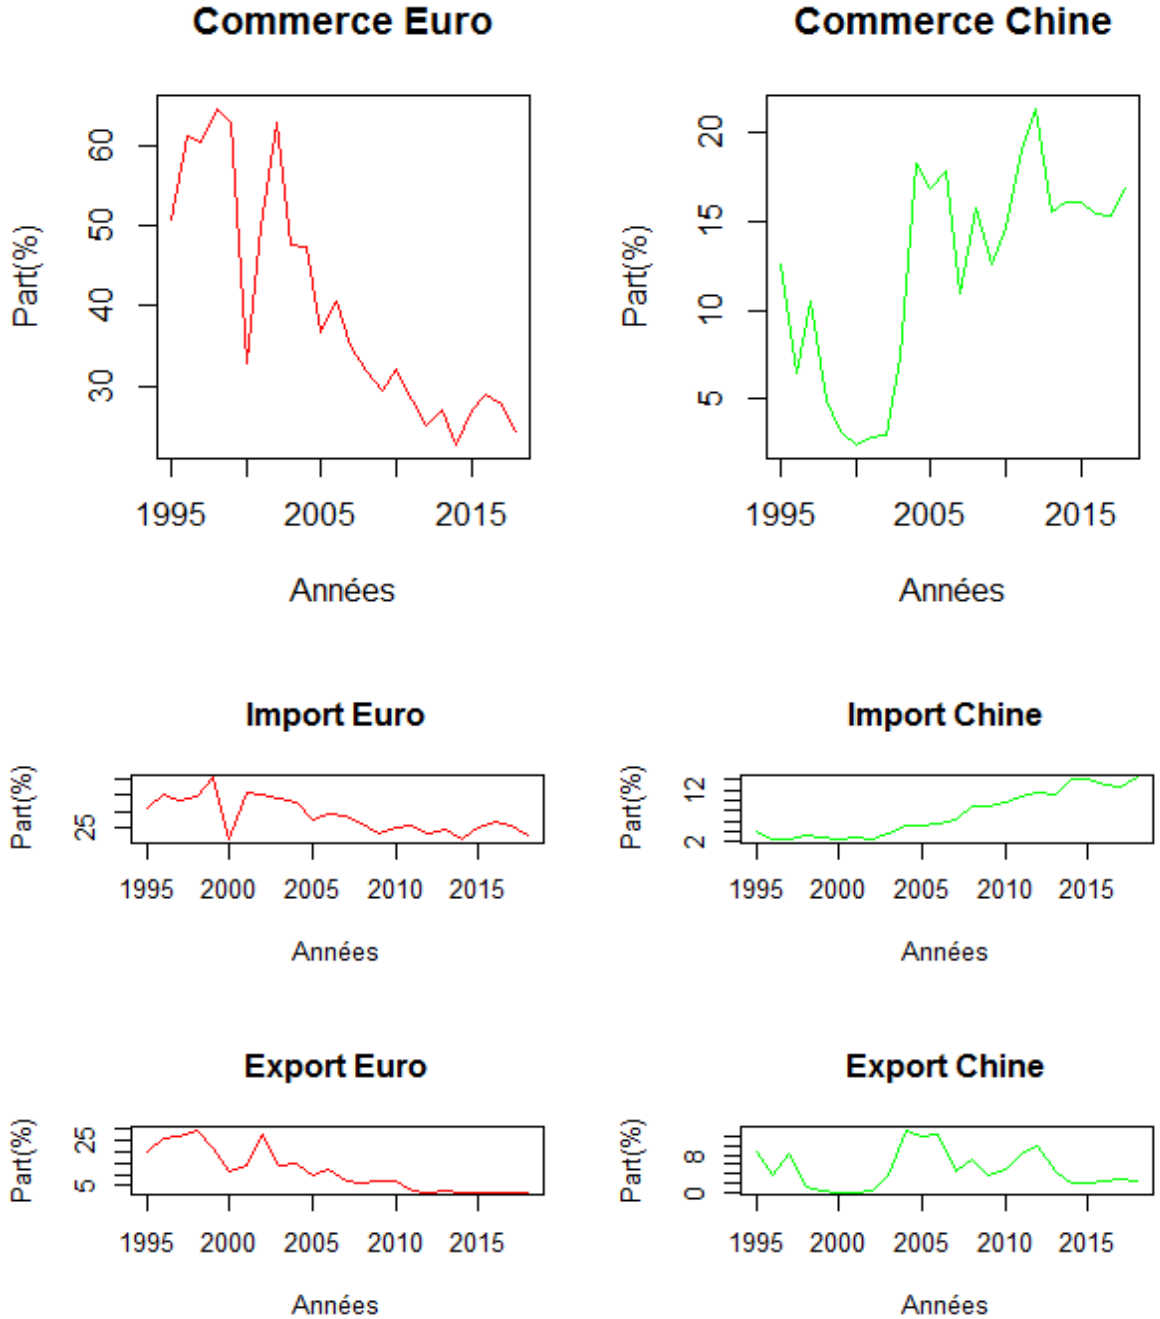 Commerce Euro
Part(%)
60
50
40
30
1995 2005 2015
Années
Commerce Chine
Part(%)
20
15
10
5
1995 2005 2015
Années
Import Euro
Part(%)
25
1995 2000 2005 2010 2015
Années
Import Chine
Part(%)
12
2
1995 2000 2005 2010 2015
Années
Export Euro
Part(%)
25
5
1995 2000 2005 2010 2015
Années
Export Chine
Part(%)
8
0
1995 2000 2005 2010 2015
Années